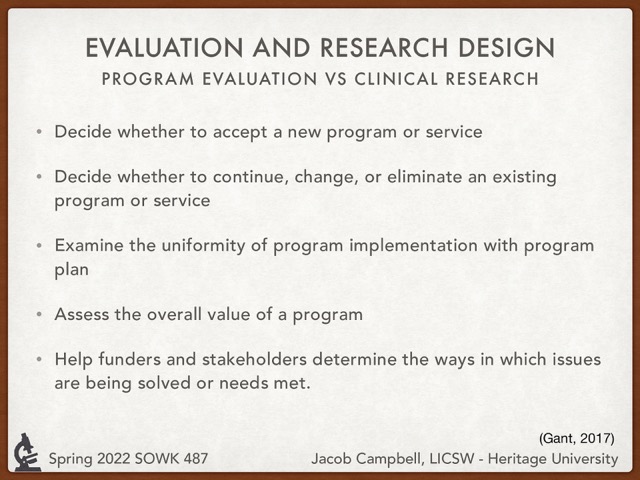 EVALUATION AND RESEARCH DESIGN
PROGRAM EVALUATION VS CLINICAL RESEARCH
• Decide whether to accept a new program or service
• Decide whether to continue, change, or eliminate an existing
program or service
• Examine the uniformity of program implementation with program
plan
• Assess the overall value of a program
• Help funders and stakeholders determine the ways in which issues
are being solved or needs met.
(Gant, 2017)
Spring 2022 SOWK 487
Jacob Campbell, LICSW - Heritage University